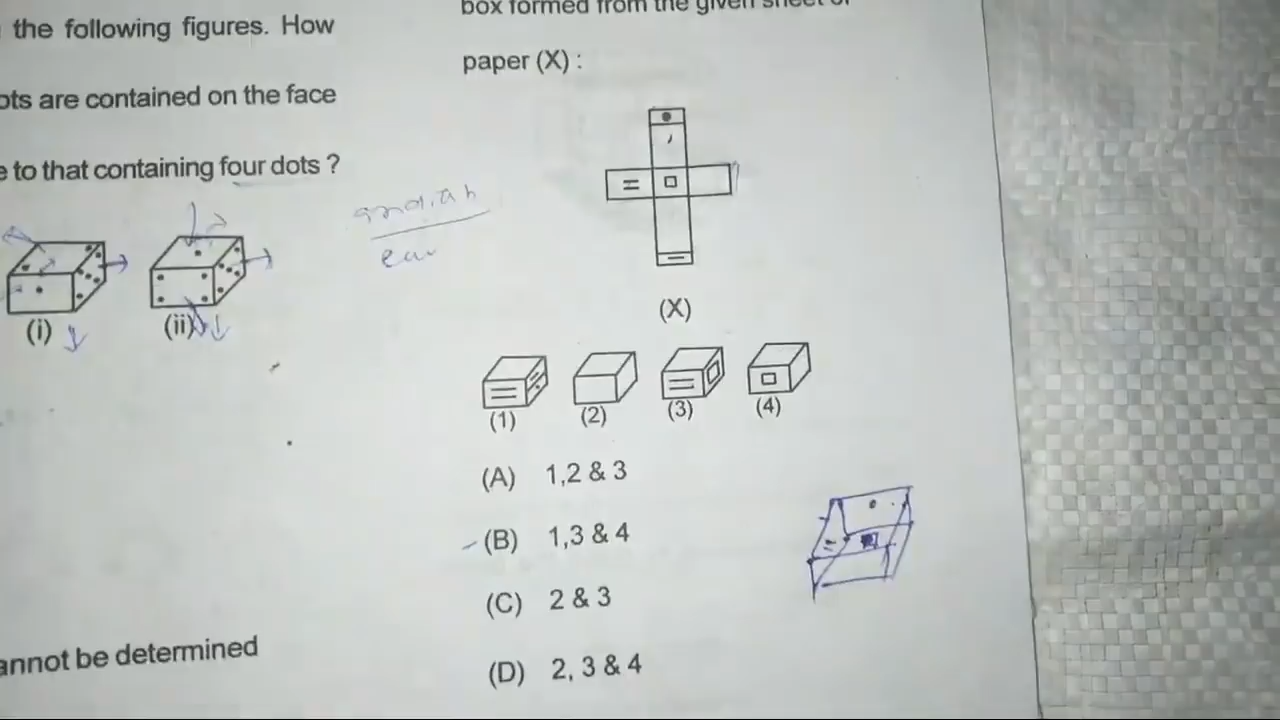 the following figures. How
ots are contained on the face
e to that containing four dots ?
(i)
(ii)
annot be determined
box formed from the given sheet of
paper (X) :
(X)
(1) (2) (3) (4)
(A) 1,2 & 3
(B) 1,3 & 4
(C) 2 & 3
(D) 2, 3 & 4